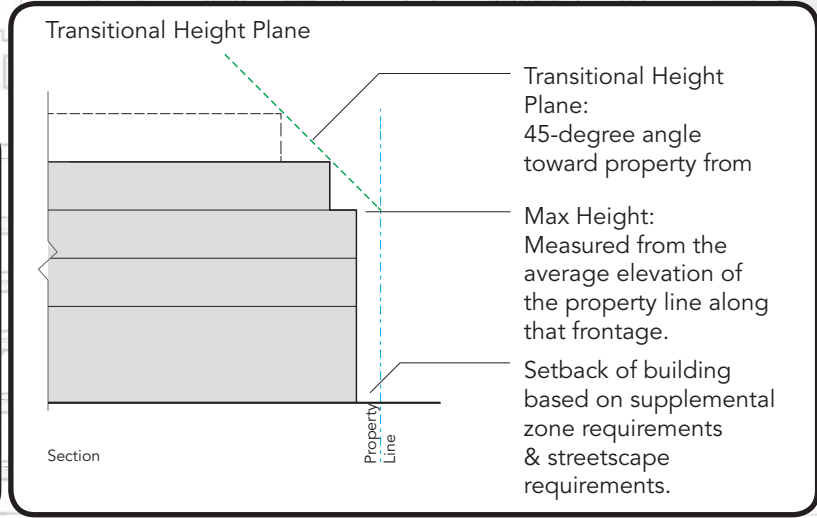 Transitional Height Plane
Transitional Height
Plane:
45-degree angle
toward property from
Max Height:
Measured from the
average elevation of
the property line along
that frontage.
Setback of building
based on supplemental
zone requirements
& streetscape
requirements.
Property
Line
Section